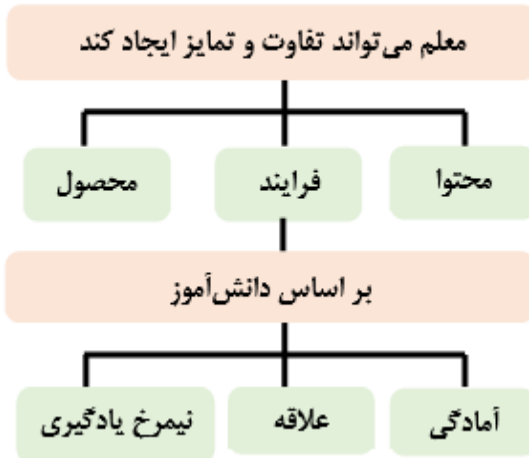 معلم می‌تواند تفاوت و تمایز ایجاد کند
محتوا
فرایند
محصول
بر اساس دانش‌آموز
آمادگی
علاقه
نیمرخ یادگیری